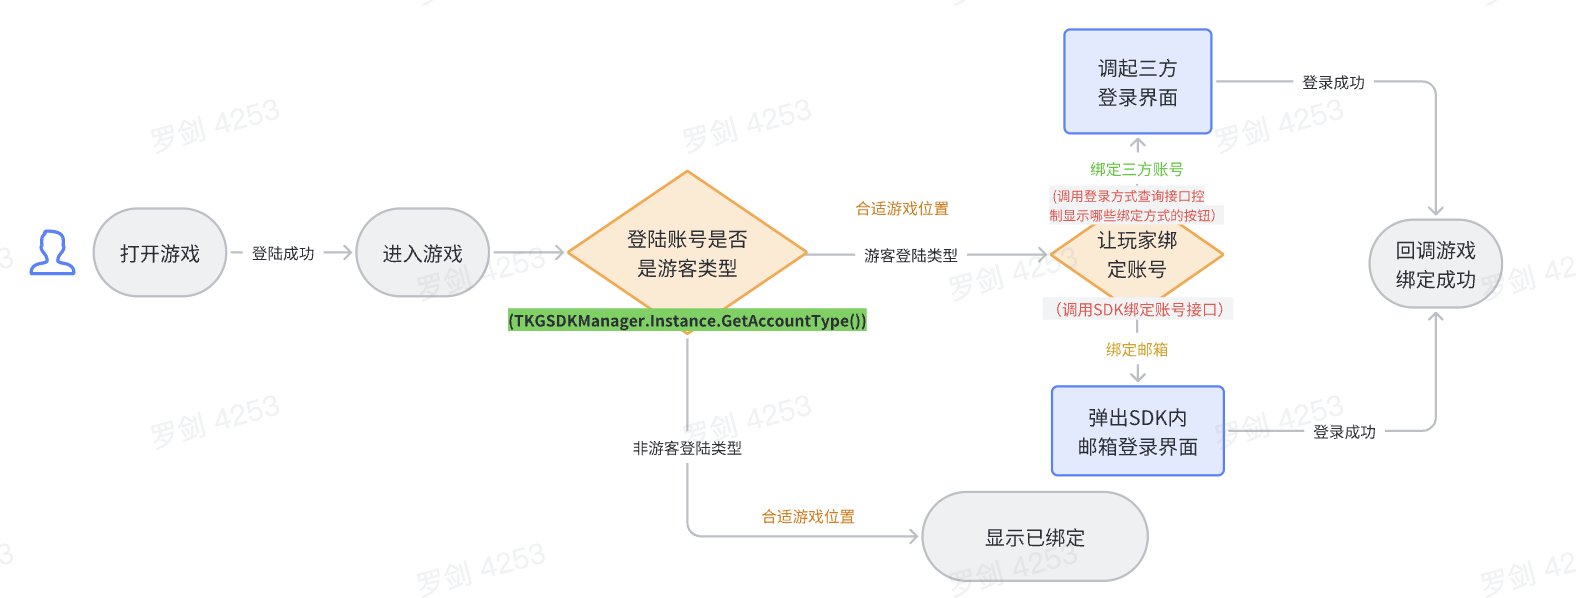 打开游戏
登陆成功
进入游戏
登陆账号是否
是游客类型
(TKGSDKManager.Instance.GetAccountType())
合适游戏位置
游客登陆类型
非游客登陆类型
合适游戏位置
显示已绑定
调起三方
登录界面
绑定三方账号
(调用登录方式查询接口控
制显示哪些绑定方式的按钮)
让玩家绑
定账号
（调用SDK绑定账号接口）
绑定邮箱
弹出SDK内
邮箱登录界面
登录成功
登录成功
回调游戏
绑定成功
罗剑 4253
罗剑 4253
罗剑 4253
罗剑 4253
罗剑 4253
罗剑 4253
罗剑 4253
罗剑 4253
罗剑 4253
罗剑 4253